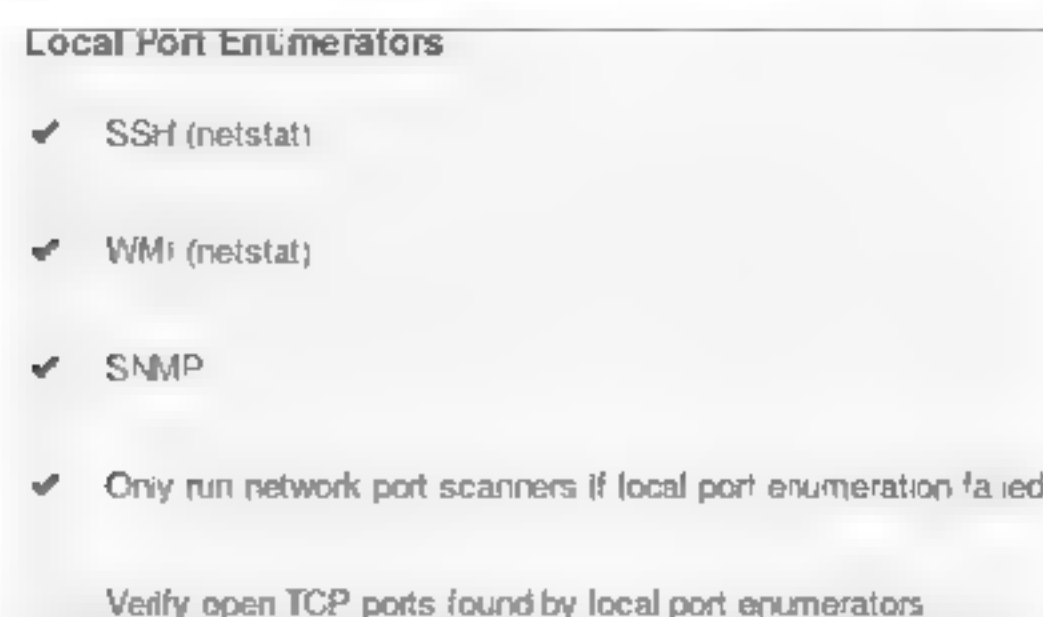 Local Port Enumerators
SSH (netstat)
WMI (netstat)
SNMP
Only run network port scanners if local port enumeration failed
Verify open TCP ports found by local port enumerators